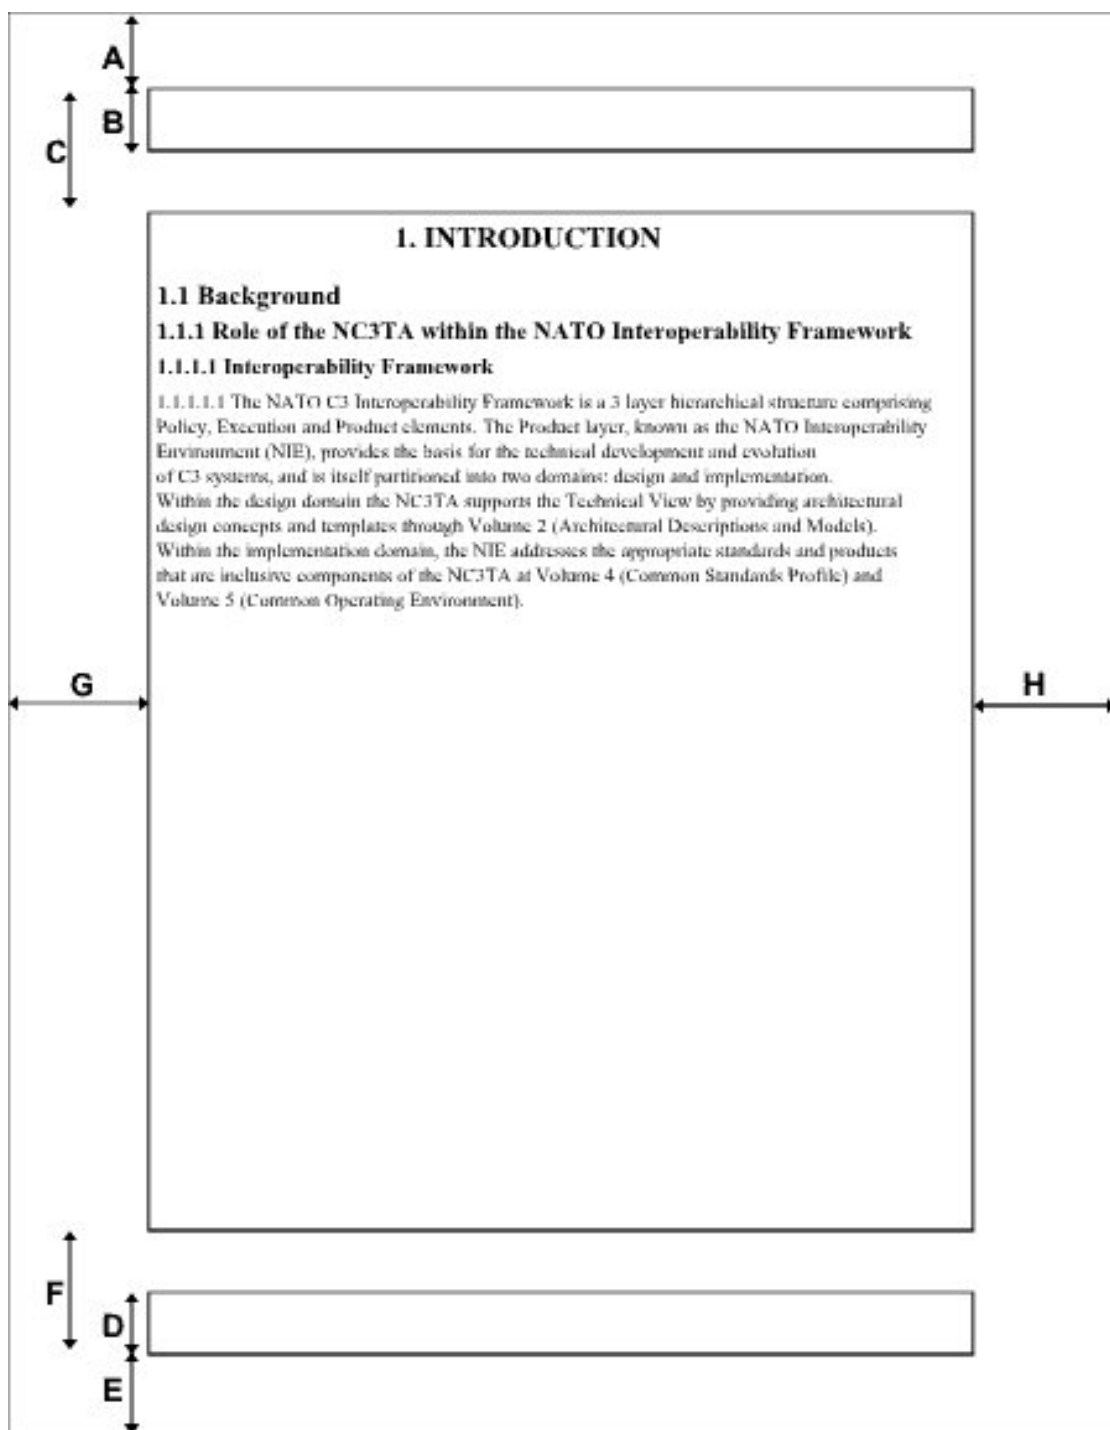 A
B
C
1. INTRODUCTION
1.1 Background
1.1.1 Role of the NC3TA within the NATO Interoperability Framework
1.1.1.1 Interoperability Framework
1.1.1.1.1 The NATO C3 Interoperability Framework is a 3 layer hierarchical structure comprising
Policy, Execution and Product elements. The Product layer, known as the NATO Interoperability
Environment (NIE), provides the basis for the technical development and evolution
of C3 systems, and is itself partitioned into two domains: design and implementation.
Within the design domain the NC3TA supports the Technical View by providing architectural
design concepts and templates through Volume 2 (Architectural Descriptions and Models).
Within the implementation domain, the NIE addresses the appropriate standards and products
that are inclusive components of the NC3TA at Volume 4 (Common Standards Profile) and
Volume 5 (Common Operating Environment).
G
H
F
D
E